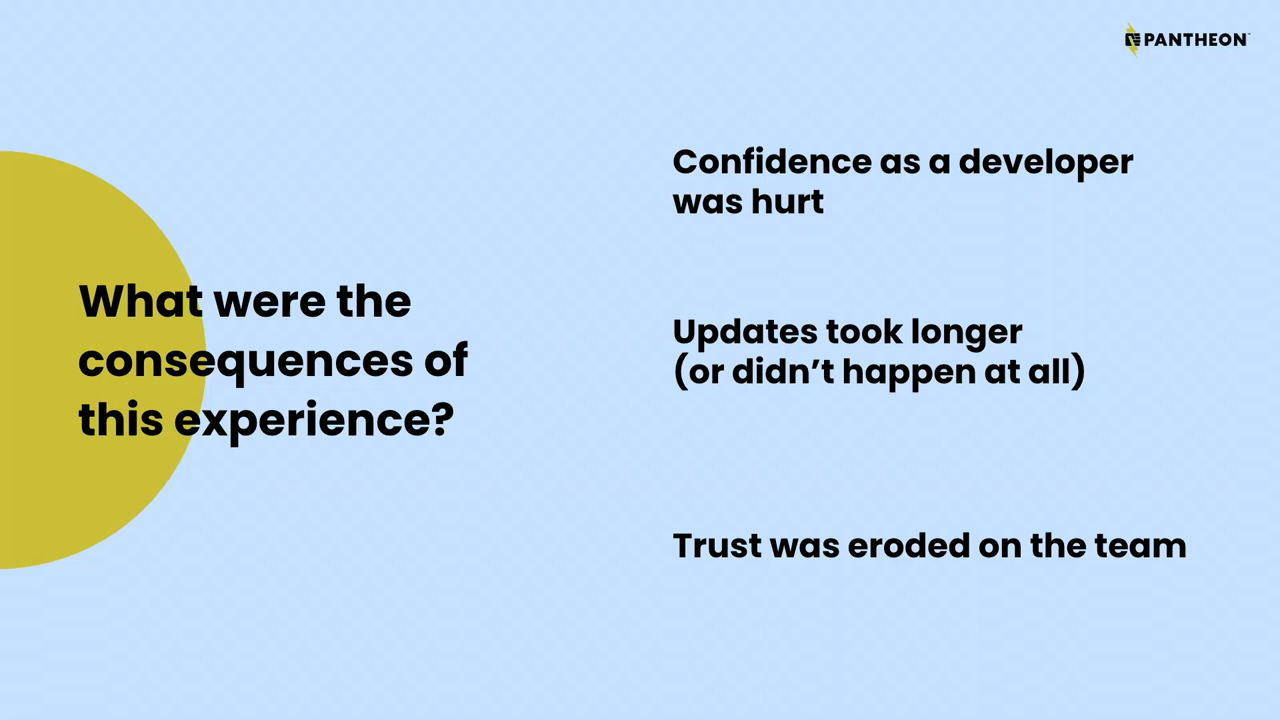 PANTHEON
What were the
consequences of
this experience?
Confidence as a developer
was hurt
Updates took longer
(or didn’t happen at all)
Trust was eroded on the team